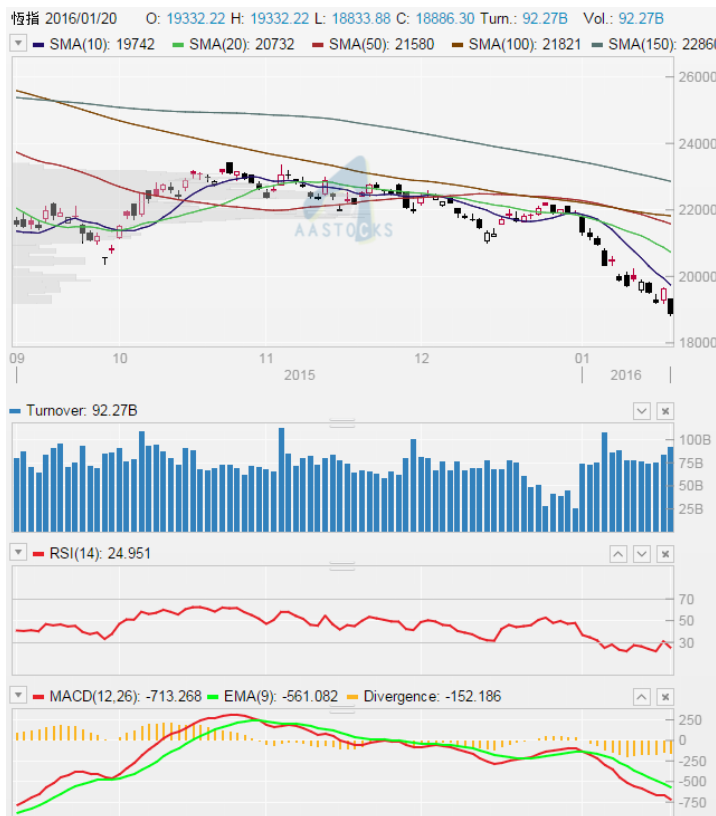 恆指 2016/01/20 O: 19332.22 H: 19332.22 L: 18833.88 C: 18886.30 Turn.: 92.27B Vol.: 92.27B
SMA(10): 19742 SMA(20): 20732 SMA(50): 21580 SMA(100): 21821 SMA(150): 22868
26000
24000
22000
AASTOCKS
20000
18000
09 10 11 12 01
2015 2016
Turnover: 92.27B
100B
75B
50B
25B
RSI(14): 24.951
70
50
30
MACD(12,26): -713.268 EMA(9): -561.082 Divergence: -152.186
250
0
-250
-500
-750